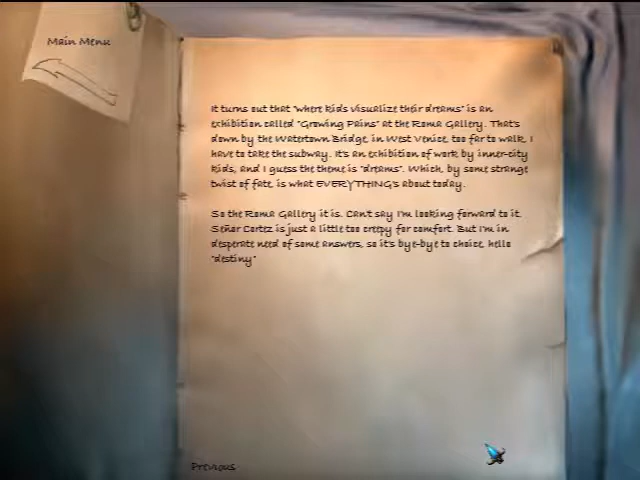 Main Menu
It turns out that "where kids visualize their dreams" is an
exhibition called "Growing Pains" at the Roma Gallery. That's
down by the Watertown Bridge, in West Venice, too far to walk. I
have to take the subway. It's an exhibition of work by inner-city
kids, and I guess the theme is "dreams". Which, by some strange
twist of fate, is what EVERYTHING's about today.
So the Roma Gallery it is. Can't say I'm looking forward to it.
Señor Cortez is just a little too creepy for comfort. But I'm in
desperate need of some answers, so it's bye-bye to choice, hello
"destiny"
Previous